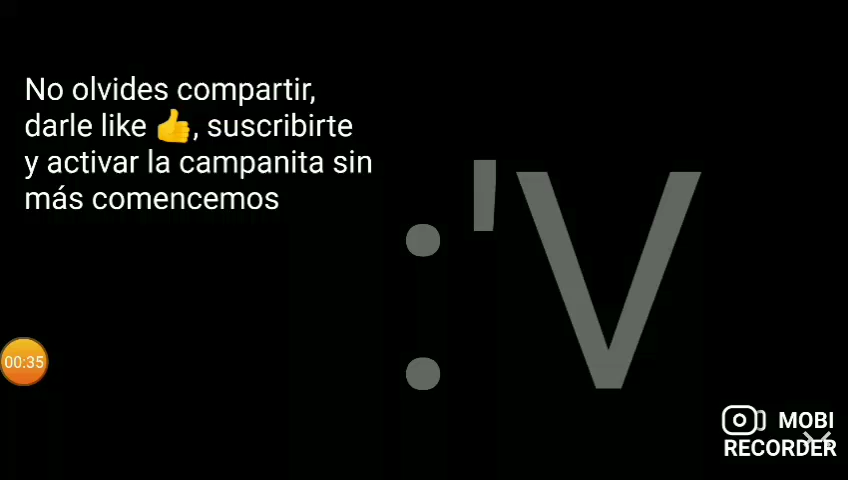 No olvides compartir,
darle like 👍, suscribirte
y activar la campanita sin
más comencemos
:'V
00:35
MOBI
RECORDER